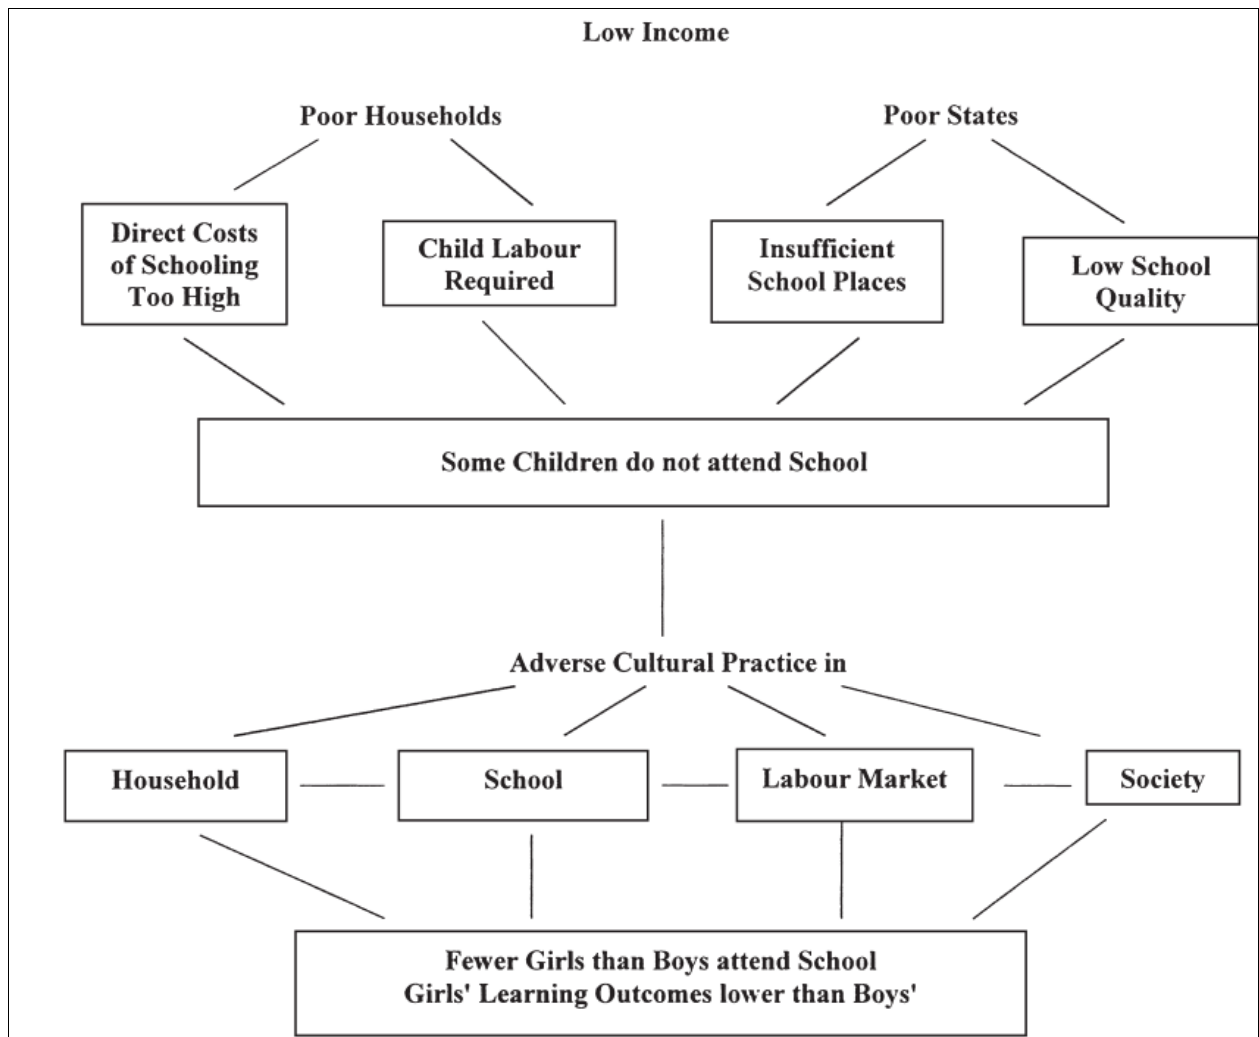 Low Income
Poor Households
Poor States
Direct Costs
of Schooling
Too High
Child Labour
Required
Insufficient
School Places
Low School
Quality
Some Children do not attend School
Adverse Cultural Practice in
Household
School
Labour Market
Society
Fewer Girls than Boys attend School
Girls' Learning Outcomes lower than Boys'